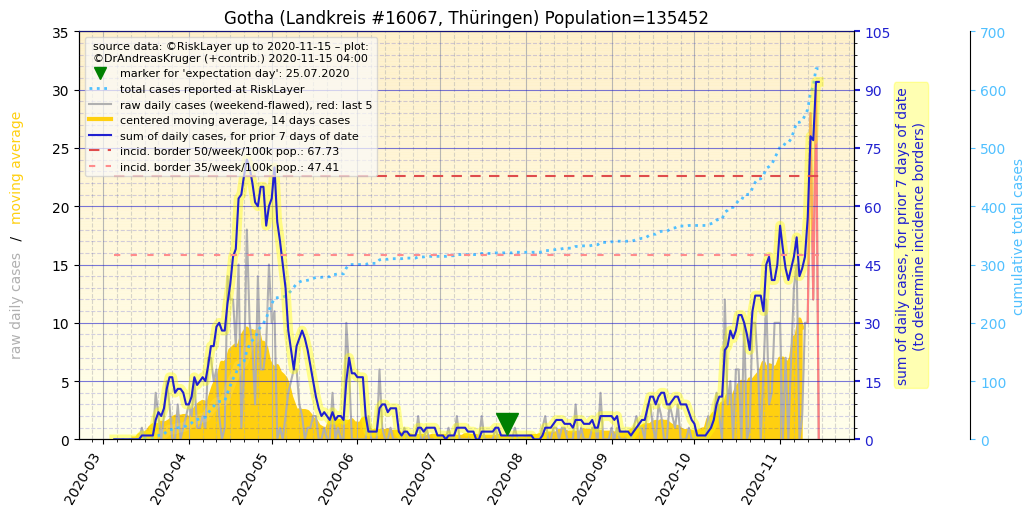 Gotha (Landkreis #16067, Thüringen) Population=135452
source data: ©RiskLayer up to 2020-11-15 – plot:
©DrAndreasKruger (+contrib.) 2020-11-15 04:00
marker for 'expectation day': 25.07.2020
total cases reported at RiskLayer
raw daily cases (weekend-flawed), red: last 5
centered moving average, 14 days cases
sum of daily cases, for prior 7 days of date
incid. border 50/week/100k pop.: 67.73
incid. border 35/week/100k pop.: 47.41
raw daily cases / moving average
35
30
25
20
15
10
5
0
2020-03
2020-04
2020-05
2020-06
2020-07
2020-08
2020-09
2020-10
2020-11
105
90
75
60
45
30
15
0
sum of daily cases, for prior 7 days of date
(to determine incidence borders)
700
600
500
400
300
200
100
0
cumulative total cases